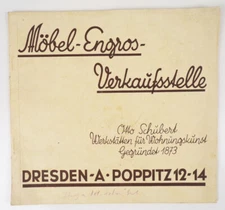 Möbel-Engros-
Verkaufsstelle
Otto Schubert
Werkstätten für Wohnungskunst
Gegründet 1873
DRESDEN-A·POPPITZ 12-14